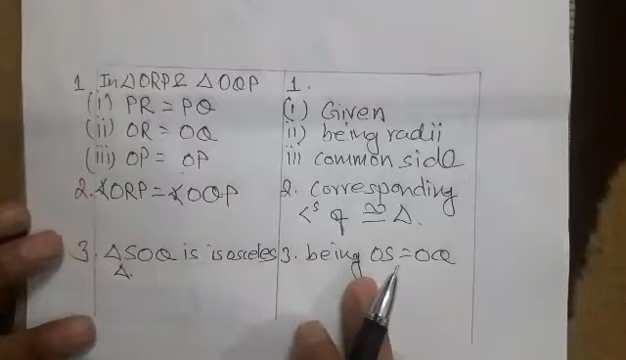 1. In △ORP & △OQP 1.
(i) PR = PQ (i) Given
(ii) OR = OQ ii) being radii
(iii) OP = OP iii common side
2. ∡ORP = ∡OQP 2. corresponding
<s of ≅ △.
3. △SOQ is isosceles 3. being OS = OQ
△.